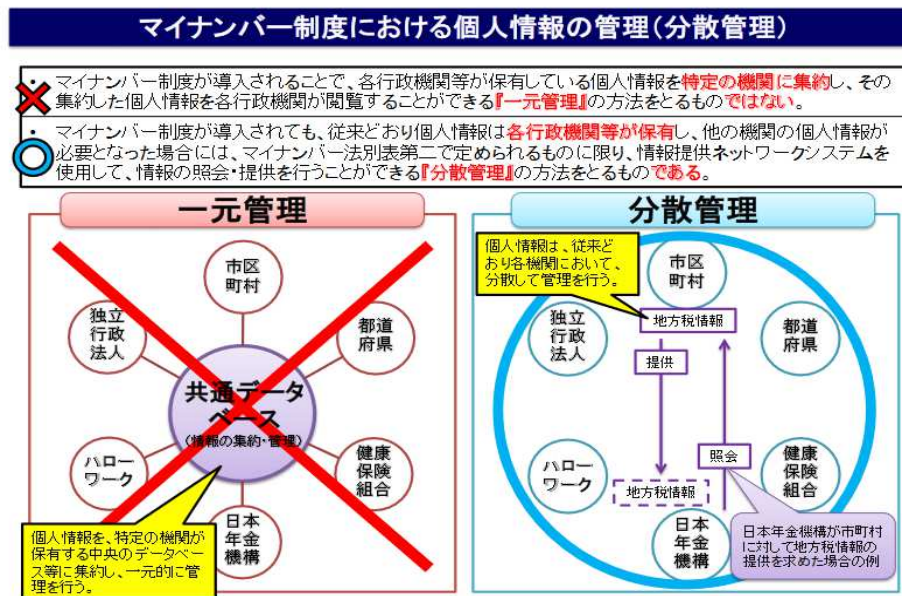 マイナンバー制度における個人情報の管理(分散管理)
・ マイナンバー制度が導入されることで、各行政機関等が保有している個人情報を特定の機関に集約し、その
集約した個人情報を各行政機関が閲覧することができる『一元管理』の方法をとるものではない。
・ マイナンバー制度が導入されても、従来どおり個人情報は各行政機関等が保有し、他の機関の個人情報が
必要となった場合には、マイナンバー法別表第二で定められるものに限り、情報提供ネットワークシステムを
使用して、情報の照会・提供を行うことができる『分散管理』の方法をとるものである。
一元管理
市区
町村
独立
行政
法人
都道
府県
共通データ
ベース
(情報の集約・管理)
ハロー
ワーク
健康
保険
組合
日本
年金
機構
個人情報を、特定の機関が
保有する中央のデータベー
ス等に集約し、一元的に管
理を行う。
分散管理
個人情報は、従来ど
おり各機関において、
分散して管理を行う。
市区
町村
独立
行政
法人
地方税情報
都道
府県
提供
照会
ハロー
ワーク
地方税情報
健康
保険
組合
日本
年金
機構
日本年金機構が市町村
に対して地方税情報の
提供を求めた場合の例